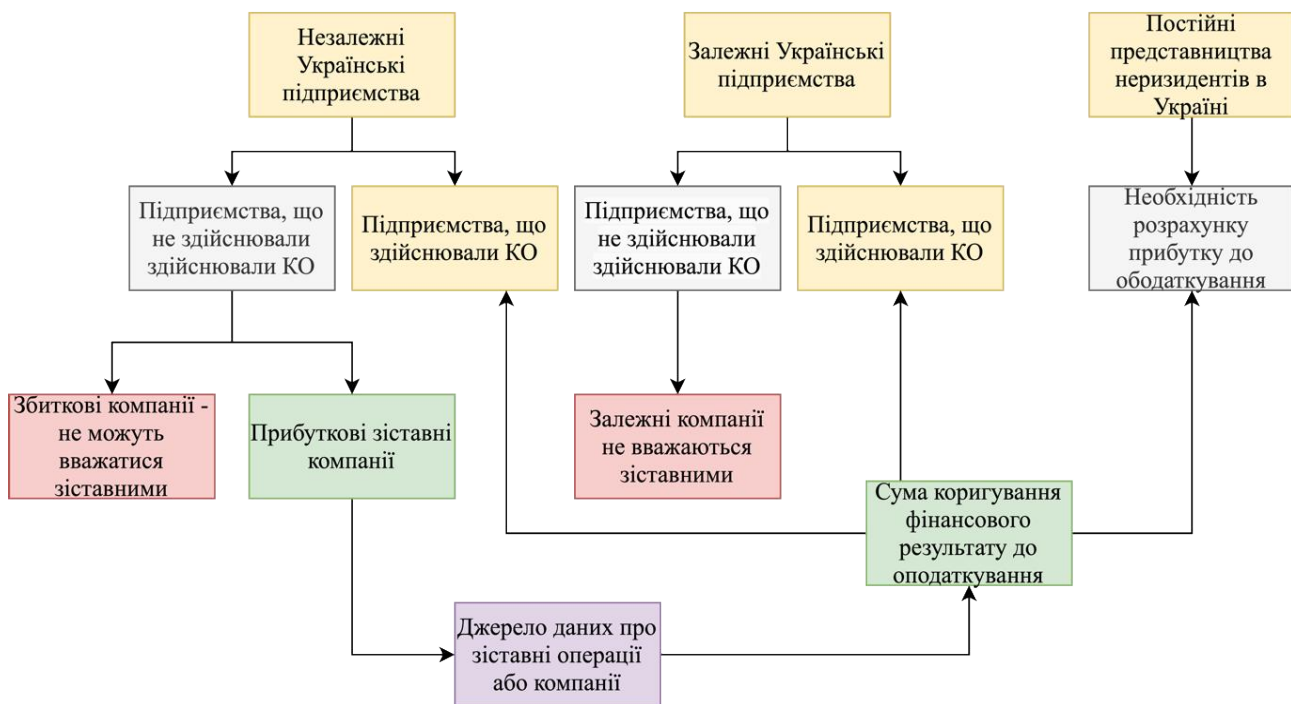 Незалежні
Українські
підприємства
Залежні Українські
підприємства
Постійні
представництва
неризидентів в
Україні
Підприємства, що
не здійснювали
здійснювали КО
Підприємства, що
здійснювали КО
Підприємства, що
не здійснювали
здійснювали КО
Підприємства, що
здійснювали КО
Необхідність
розрахунку
прибутку до
ободаткування
Збиткові компанії -
не можуть
вважатися
зіставними
Прибуткові зіставні
компанії
Залежні компанії
не вважаються
зіставними
Сума коригування
фінансового
результату до
оподаткування
Джерело даних про
зіставні операції
або компанії